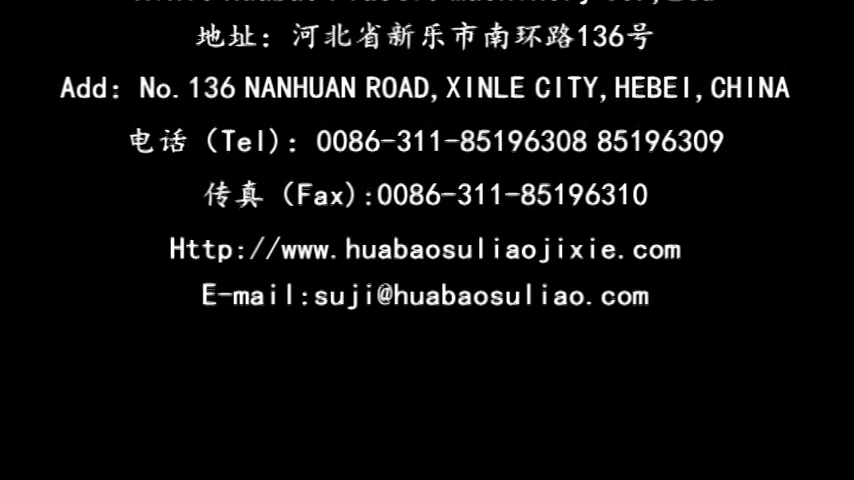 地址：河北省新乐市南环路136号
Add：No.136 NANHUAN ROAD,XINLE CITY,HEBEI,CHINA
电话（Tel)：0086-311-85196308 85196309
传真（Fax):0086-311-85196310
Http://www.huabaosuliaojixie.com
E-mail:suji@huabaosuliao.com